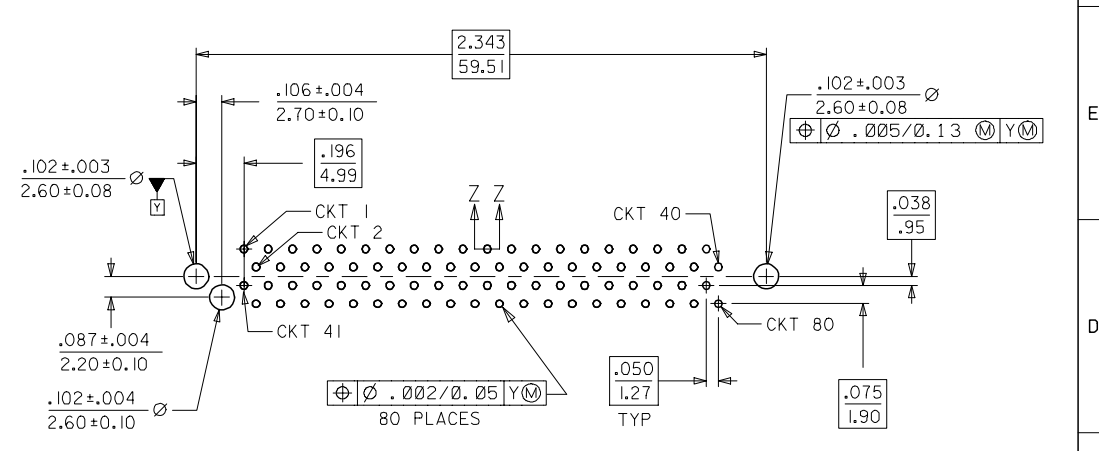 2.343
59.51
.106±.004
2.70±0.10
.102±.003
2.60±0.08 ⌀
⌖ ⌀ .005/0.13 Ⓜ YⓂ
E
.196
4.99
.102±.003
2.60±0.08 ⌀
Y
CKT 1
CKT 2
Z Z
CKT 40
.038
.95
CKT 41
CKT 80
D
.087±.004
2.20±0.10
.102±.004
2.60±0.10 ⌀
⌖ ⌀ .002/0.05 YⓂ
80 PLACES
.050
1.27
TYP
.075
1.90